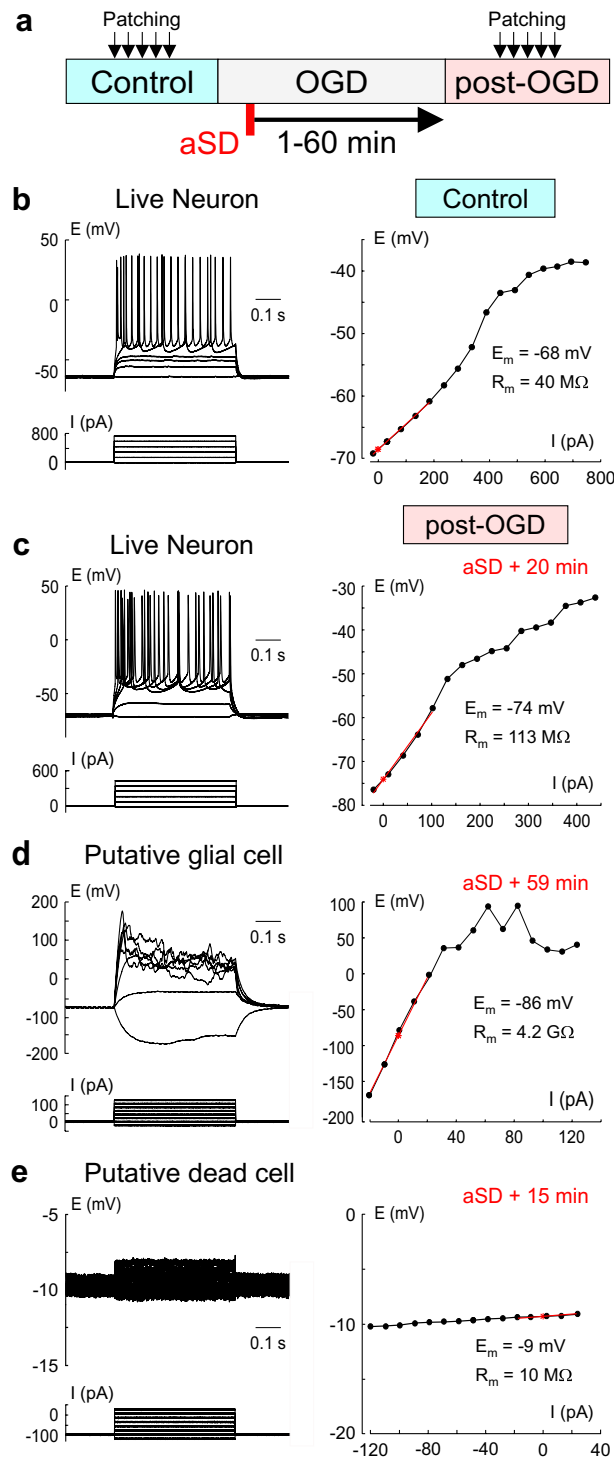 a
Patching Patching
Control OGD post-OGD
aSD 1-60 min
b
Live Neuron Control
E (mV) E (mV)
50
0
-50
0.1 s
I (pA)
800
0
-40
-50
-60
-70
E_m = -68 mV
R_m = 40 MΩ
I (pA)
0 200 400 600 800
c
Live Neuron post-OGD
aSD + 20 min
E (mV) E (mV)
50
0
-50
0.1 s
I (pA)
600
0
-30
-40
-50
-60
-70
-80
E_m = -74 mV
R_m = 113 MΩ
I (pA)
0 100 200 300 400
d
Putative glial cell
aSD + 59 min
E (mV) E (mV)
200
100
0
-100
-200
0.1 s
I (pA)
100
0
100
50
0
-50
-100
-150
-200
E_m = -86 mV
R_m = 4.2 GΩ
I (pA)
0 40 80 120
e
Putative dead cell
aSD + 15 min
E (mV) E (mV)
-5
-10
-15
0.1 s
I (pA)
0
-100
0
-10
-20
E_m = -9 mV
R_m = 10 MΩ
I (pA)
-120 -80 -40 0 40